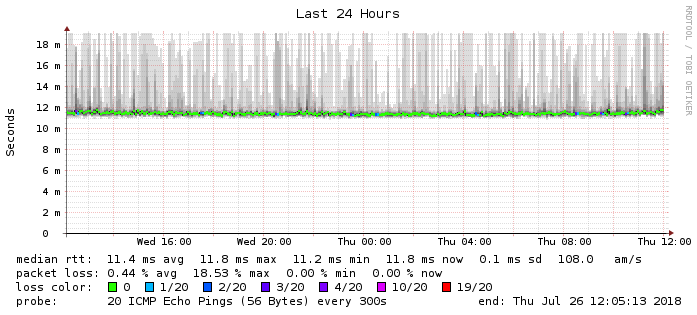 Last 24 Hours
RRDTOOL / TOBI OETIKER
Seconds
18 m
16 m
14 m
12 m
10 m
8 m
6 m
4 m
2 m
0
Wed 16:00 Wed 20:00 Thu 00:00 Thu 04:00 Thu 08:00 Thu 12:00
median rtt: 11.4 ms avg 11.8 ms max 11.2 ms min 11.8 ms now 0.1 ms sd 108.0 am/s
packet loss: 0.44 % avg 18.53 % max 0.00 % min 0.00 % now
loss color: 0 1/20 2/20 3/20 4/20 10/20 19/20
probe: 20 ICMP Echo Pings (56 Bytes) every 300s end: Thu Jul 26 12:05:13 2018